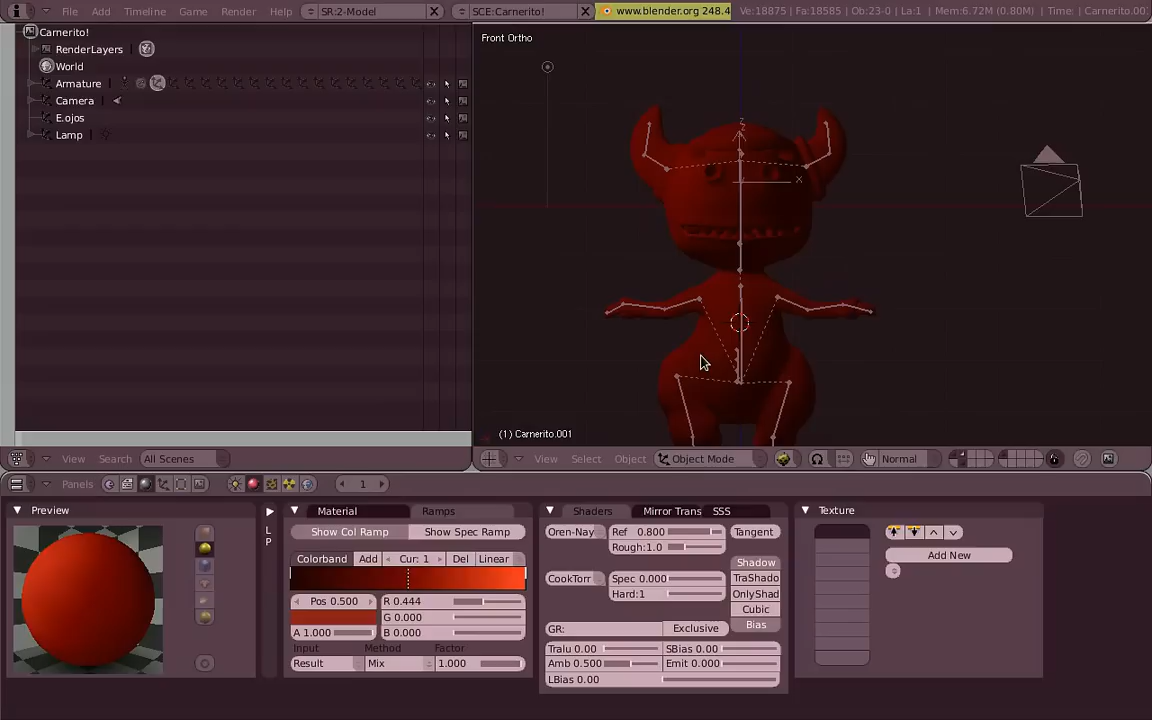 File Add Timeline Game Render Help SR:2-Model SCE:Carnerito! www.blender.org 248.4 Ve:18875 | Fa:18585 | Ob:23-0 | La:1 | Mem:6.72M (0.80M) | Time: | Carnerito.00
Carnerito!
RenderLayers
World
Armature
Camera
E.ojos
Lamp
Front Ortho
z
x
(1) Carnerito.001
View Search All Scenes
View Select Object Object Mode Normal
Panels 1
Preview
L
P
Material Ramps
Show Col Ramp Show Spec Ramp
Colorband Add Cur: 1 Del Linear
Pos 0.500 R 0.444
G 0.000
A 1.000 B 0.000
Input Method Factor
Result Mix 1.000
Shaders Mirror Trans SSS
Oren-Nay Ref 0.800 Tangent
Rough:1.0
Shadow
CookTorr Spec 0.000 TraShado
Hard:1 OnlyShad
Cubic
GR: Exclusive Bias
Tralu 0.00 SBias 0.00
Amb 0.500 Emit 0.000
LBias 0.00
Texture
Add New